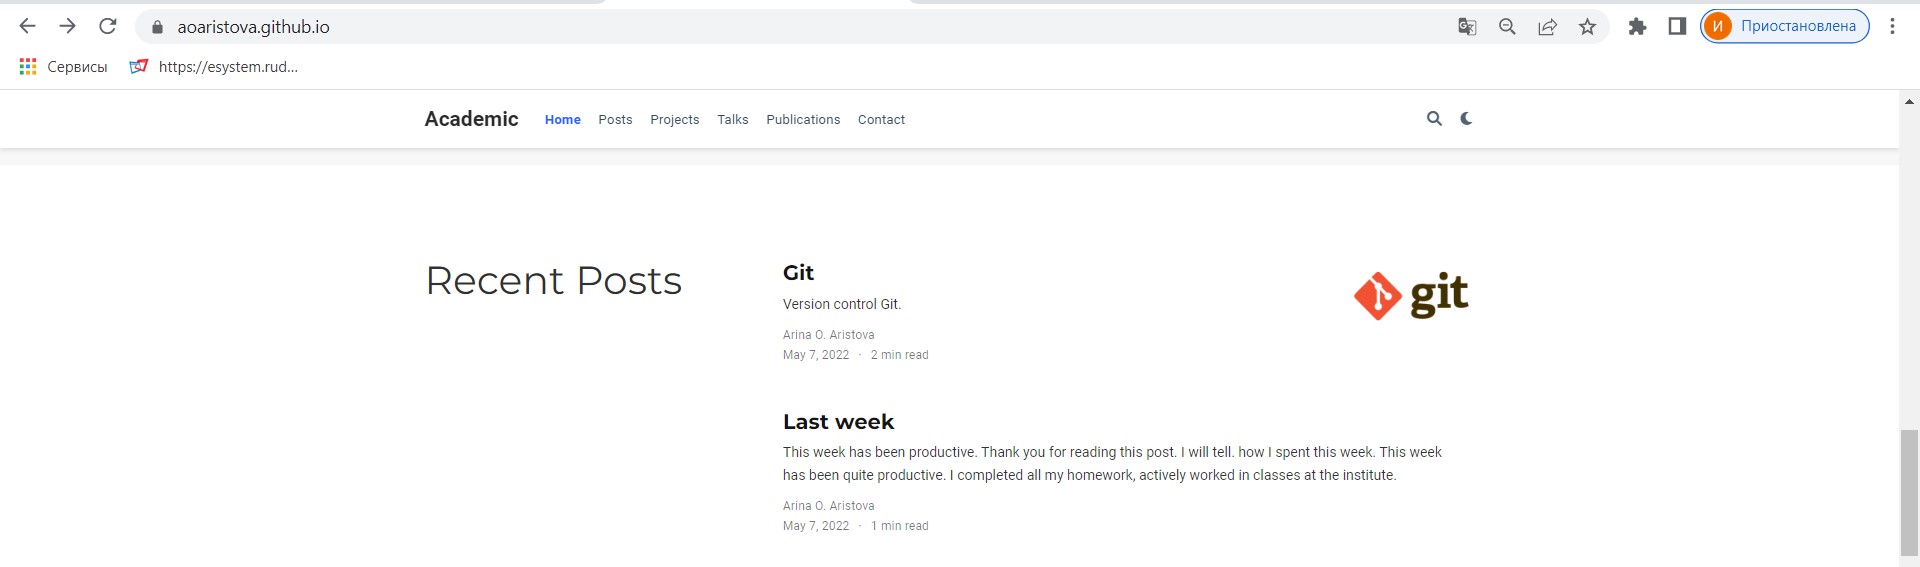 aoaristova.github.io
И Приостановлена
Сервисы https://esystem.rud...
Academic Home Posts Projects Talks Publications Contact
Recent Posts
Git
Version control Git.
Arina O. Aristova
May 7, 2022 · 2 min read
git
Last week
This week has been productive. Thank you for reading this post. I will tell. how I spent this week. This week
has been quite productive. I completed all my homework, actively worked in classes at the institute.
Arina O. Aristova
May 7, 2022 · 1 min read